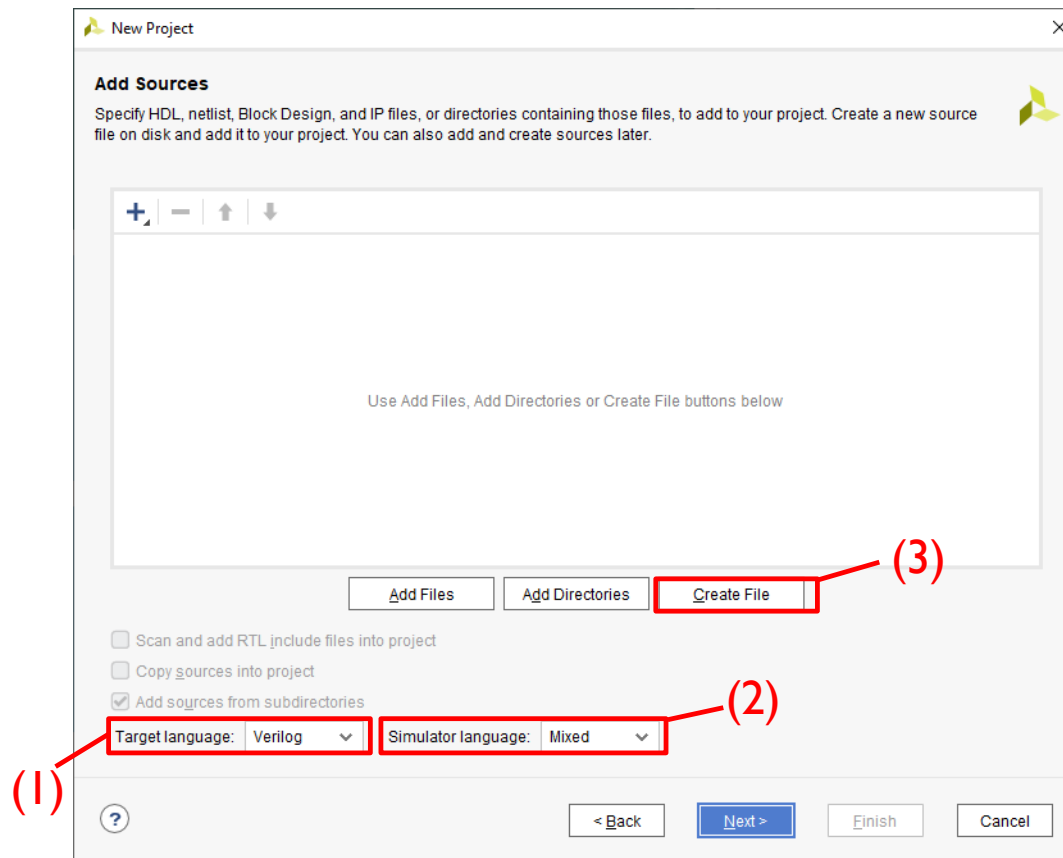 New Project
Add Sources
Specify HDL, netlist, Block Design, and IP files, or directories containing those files, to add to your project. Create a new source
file on disk and add it to your project. You can also add and create sources later.
Use Add Files, Add Directories or Create File buttons below
(3)
Add Files Add Directories Create File
Scan and add RTL include files into project
Copy sources into project
Add sources from subdirectories
(2)
Target language: Verilog Simulator language: Mixed
(1)
? < Back Next > Finish Cancel